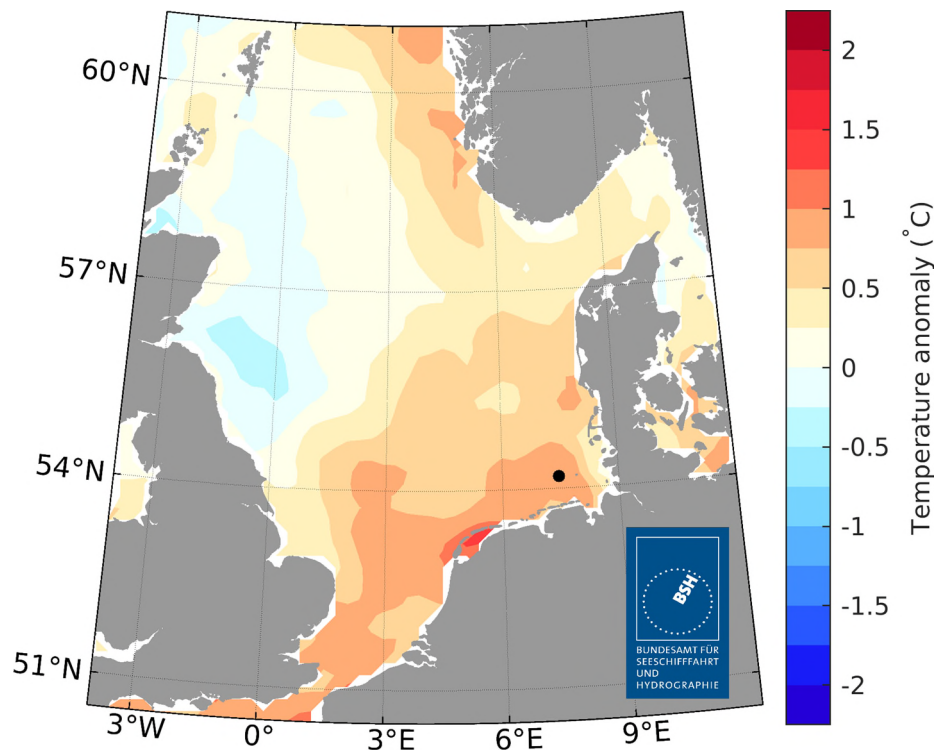 60°N
57°N
54°N
51°N
3°W
0°
3°E
6°E
9°E
2
1.5
1
0.5
0
-0.5
-1
-1.5
-2
Temperature anomaly (°C)
BSH
BUNDESAMT FÜR
SEESCHIFFFAHRT
UND
HYDROGRAPHIE